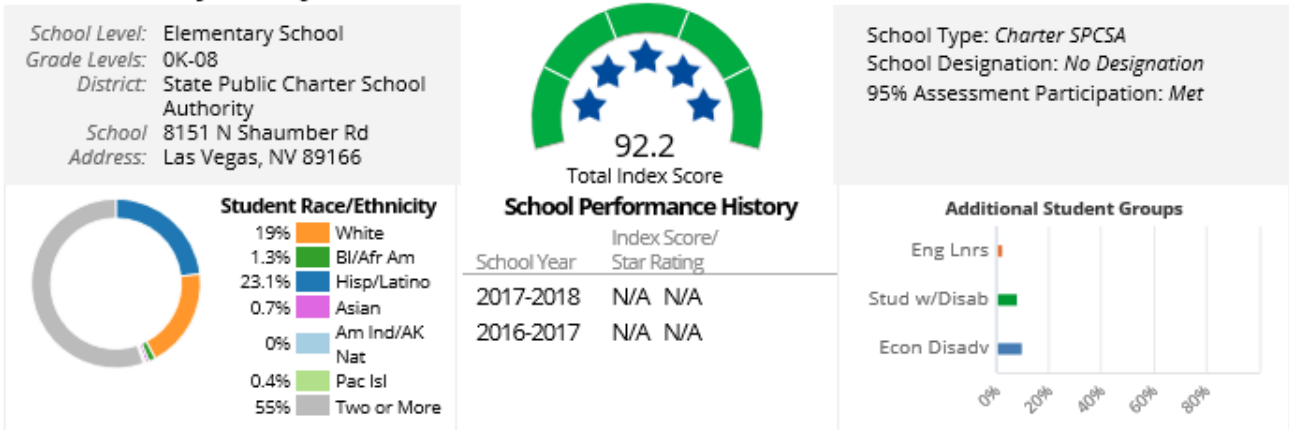 School Level: Elementary School
Grade Levels: 0K-08
District: State Public Charter School
Authority
School 8151 N Shaumber Rd
Address: Las Vegas, NV 89166
92.2
Total Index Score
School Type: Charter SPCSA
School Designation: No Designation
95% Assessment Participation: Met
Student Race/Ethnicity
19% White
1.3% Bl/Afr Am
23.1% Hisp/Latino
0.7% Asian
0% Am Ind/AK
Nat
0.4% Pac Isl
55% Two or More
School Performance History
Index Score/
School Year Star Rating
2017-2018 N/A N/A
2016-2017 N/A N/A
Additional Student Groups
Eng Lnrs
Stud w/Disab
Econ Disadv
0% 20% 40% 60% 80%